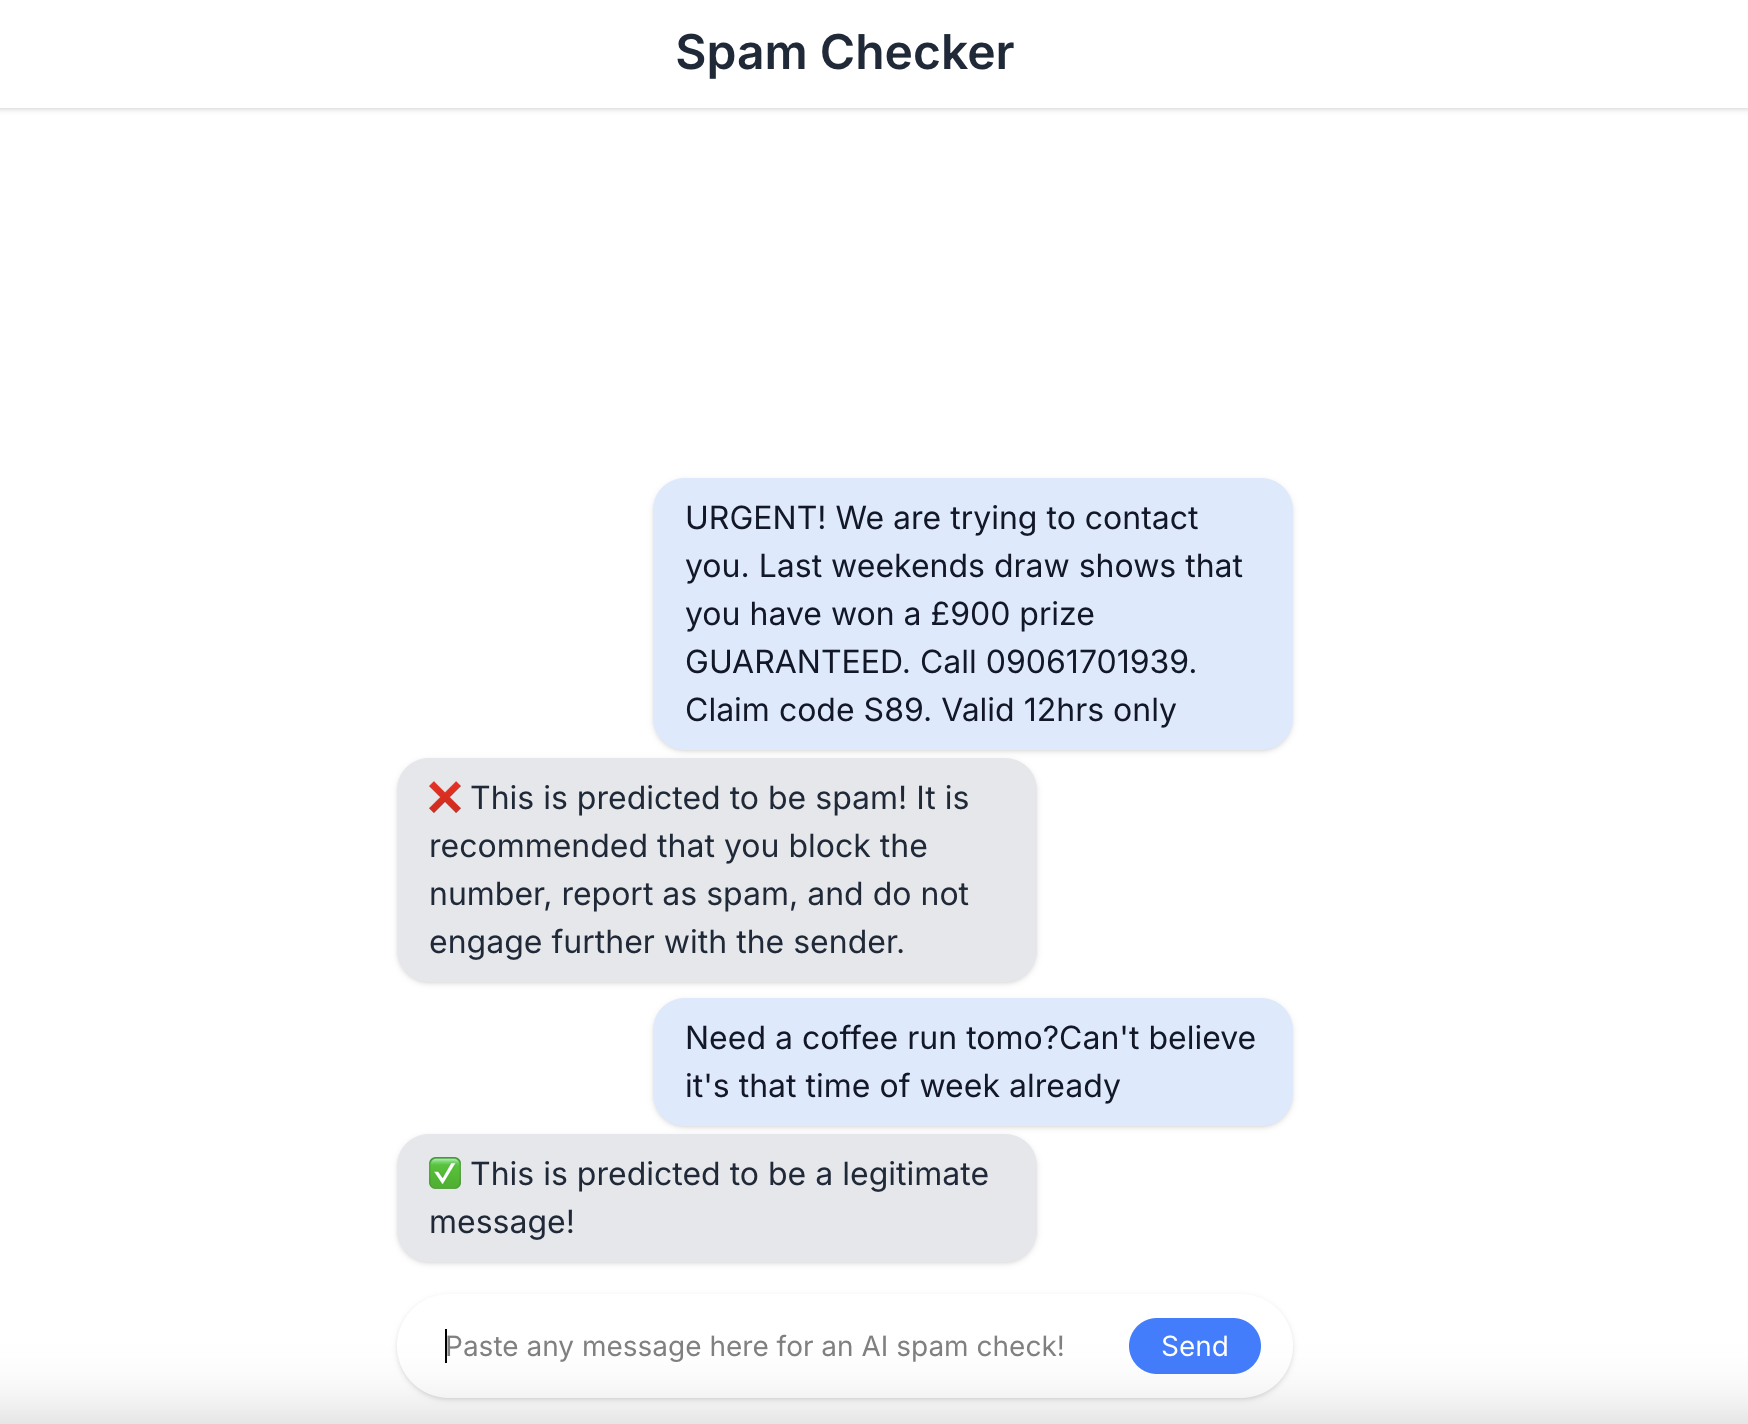 Spam Checker
URGENT! We are trying to contact
you. Last weekends draw shows that
you have won a £900 prize
GUARANTEED. Call 09061701939.
Claim code S89. Valid 12hrs only
❌ This is predicted to be spam! It is
recommended that you block the
number, report as spam, and do not
engage further with the sender.
Need a coffee run tomo?Can't believe
it's that time of week already
✅ This is predicted to be a legitimate
message!
Paste any message here for an AI spam check!
Send